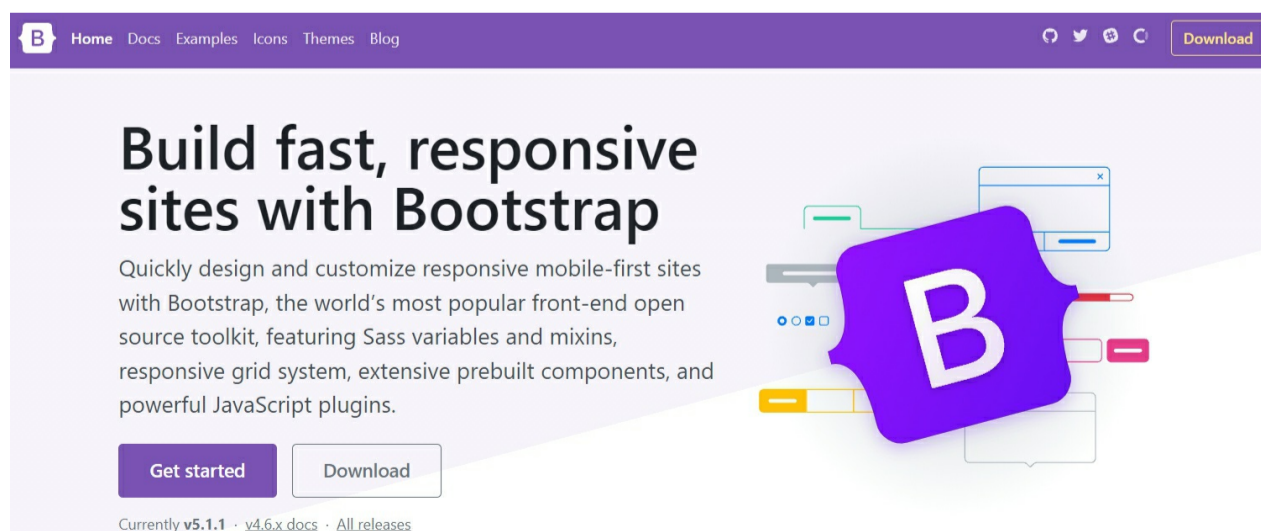 B Home Docs Examples Icons Themes Blog Download
Build fast, responsive
sites with Bootstrap
Quickly design and customize responsive mobile-first sites
with Bootstrap, the world's most popular front-end open
source toolkit, featuring Sass variables and mixins,
responsive grid system, extensive prebuilt components, and
powerful JavaScript plugins.
B
Get started Download
Currently v5.1.1 · v4.6.x docs · All releases